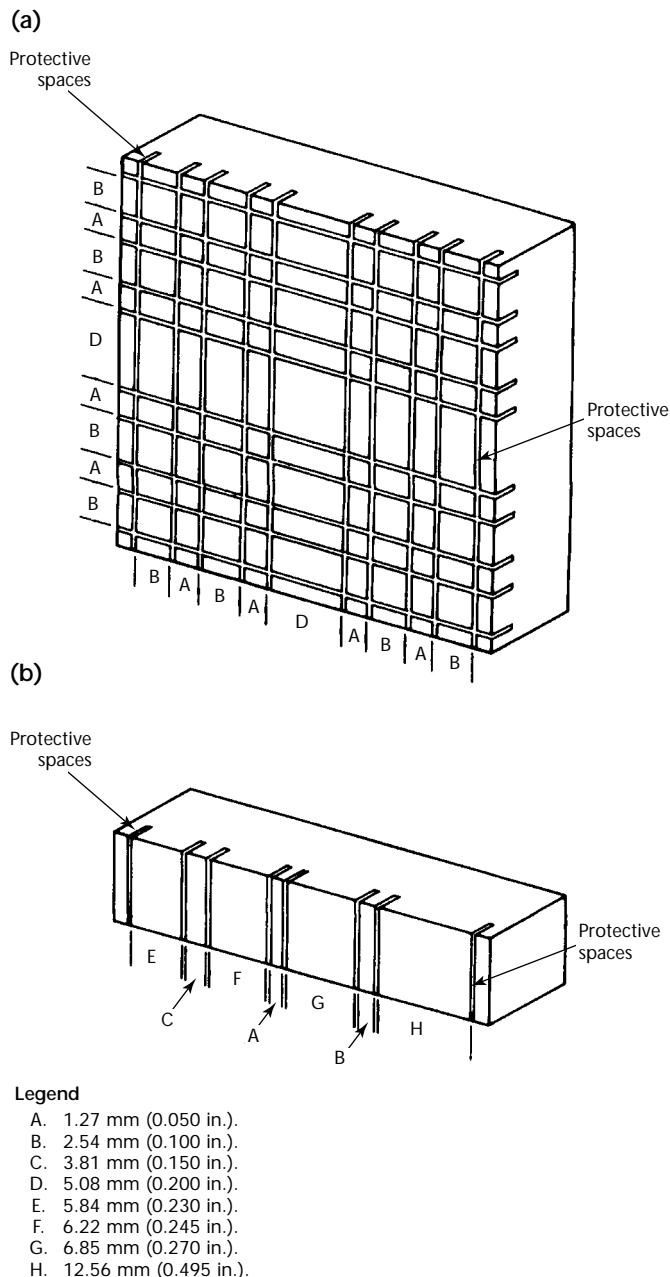 (a)
Protective
spaces
B
A
B
A
D
A
B
A
B
Protective
spaces
B A B A D A B A B
(b)
Protective
spaces
Protective
spaces
E
F
G
H
C
A
B
Legend
A. 1.27 mm (0.050 in.).
B. 2.54 mm (0.100 in.).
C. 3.81 mm (0.150 in.).
D. 5.08 mm (0.200 in.).
E. 5.84 mm (0.230 in.).
F. 6.22 mm (0.245 in.).
G. 6.85 mm (0.270 in.).
H. 12.56 mm (0.495 in.).